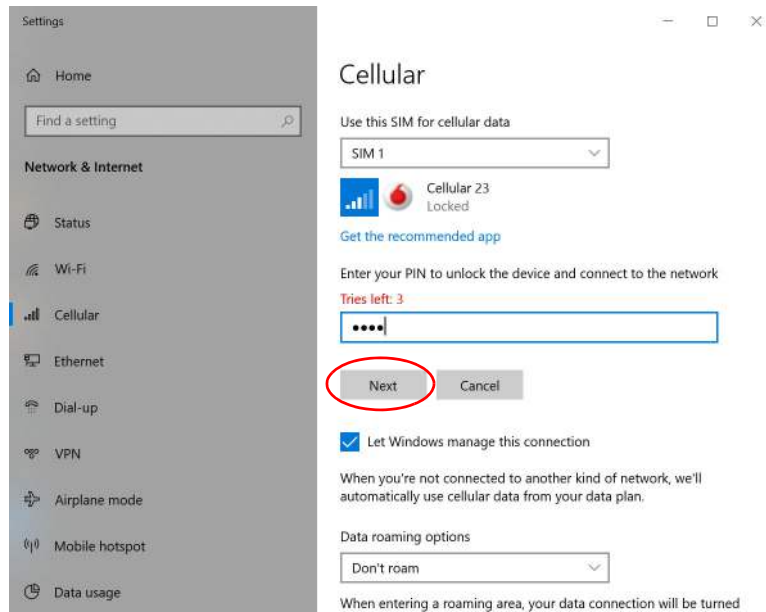 Settings
Home
Find a setting
Network & Internet
Status
Wi-Fi
Cellular
Ethernet
Dial-up
VPN
Airplane mode
Mobile hotspot
Data usage
Cellular
Use this SIM for cellular data
SIM 1
Cellular 23
Locked
Get the recommended app
Enter your PIN to unlock the device and connect to the network
Tries left: 3
••••
Next Cancel
Let Windows manage this connection
When you're not connected to another kind of network, we'll
automatically use cellular data from your data plan.
Data roaming options
Don't roam
When entering a roaming area, your data connection will be turned